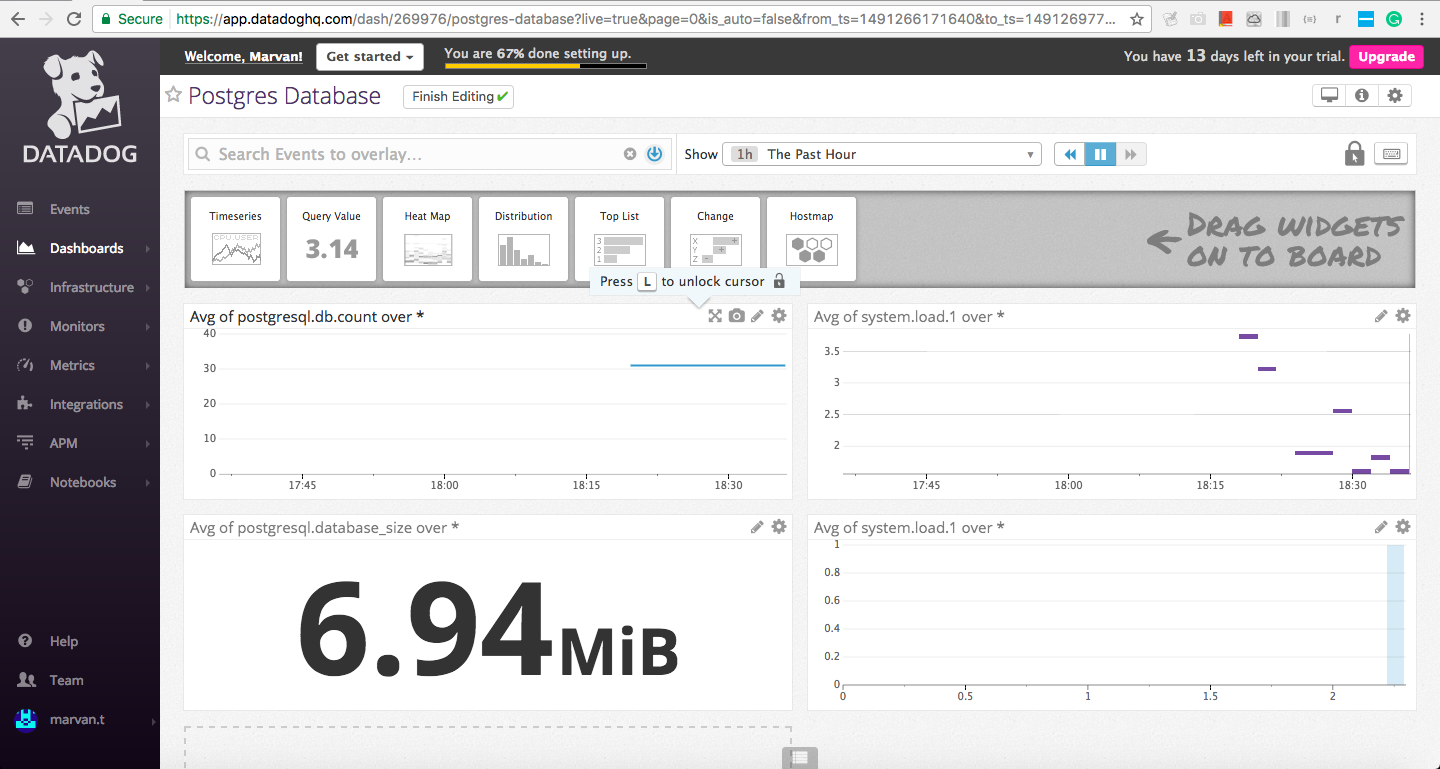 Secure https://app.datadoghq.com/dash/269976/postgres-database?live=true&page=0&is_auto=false&from_ts=1491266171640&to_ts=149126977...
DATADOG
Events
Dashboards
Infrastructure
Monitors
Metrics
Integrations
APM
Notebooks
Help
Team
marvan.t
Welcome, Marvan!
Get started
You are 67% done setting up.
You have 13 days left in your trial.
Upgrade
Postgres Database
Finish Editing
Search Events to overlay...
Show 1h The Past Hour
Timeseries
CPU.USER
Query Value
3.14
Heat Map
Distribution
Top List
3
2
1
Change
X
Y
Z
Hostmap
DRAG WIDGETS
ON TO BOARD
Press L to unlock cursor
Avg of postgresql.db.count over *
40
30
20
10
0
17:45 18:00 18:15 18:30
Avg of system.load.1 over *
3.5
3
2.5
2
17:45 18:00 18:15 18:30
Avg of postgresql.database_size over *
6.94MiB
Avg of system.load.1 over *
1
0.8
0.6
0.4
0.2
0
0 0.5 1 1.5 2